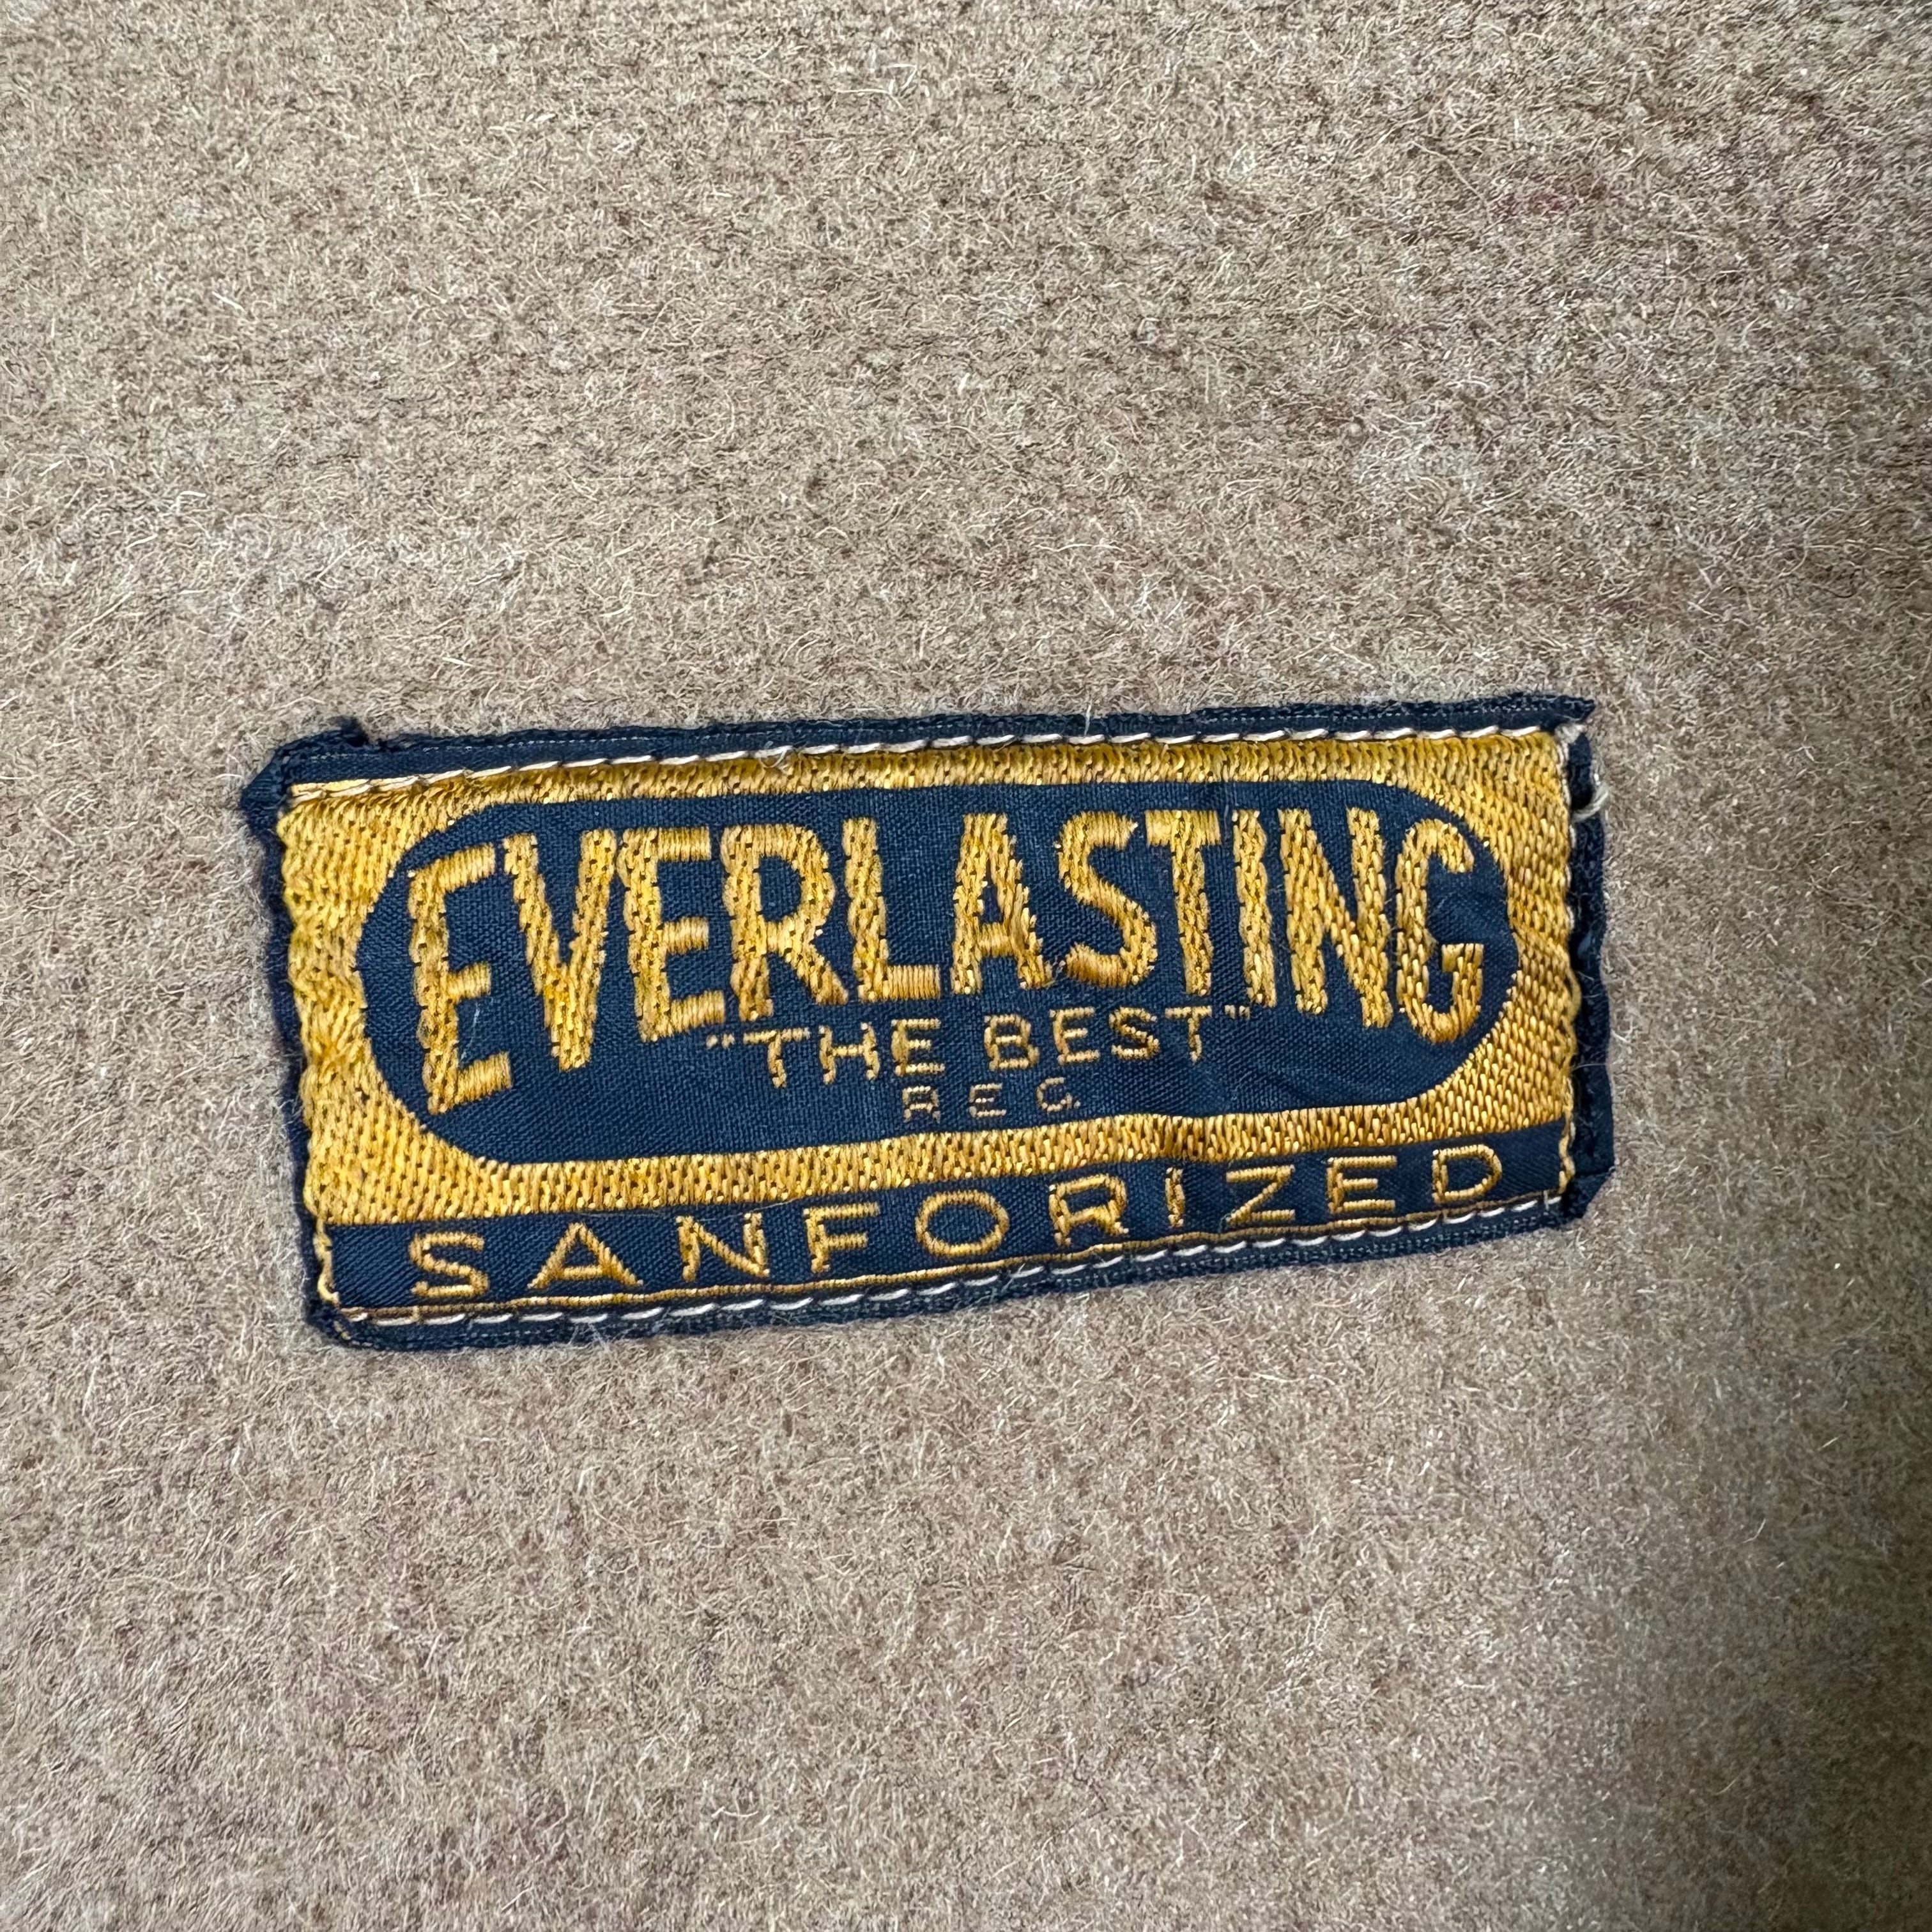 EVERLASTING
"THE BEST"
REG.
SANFORIZED